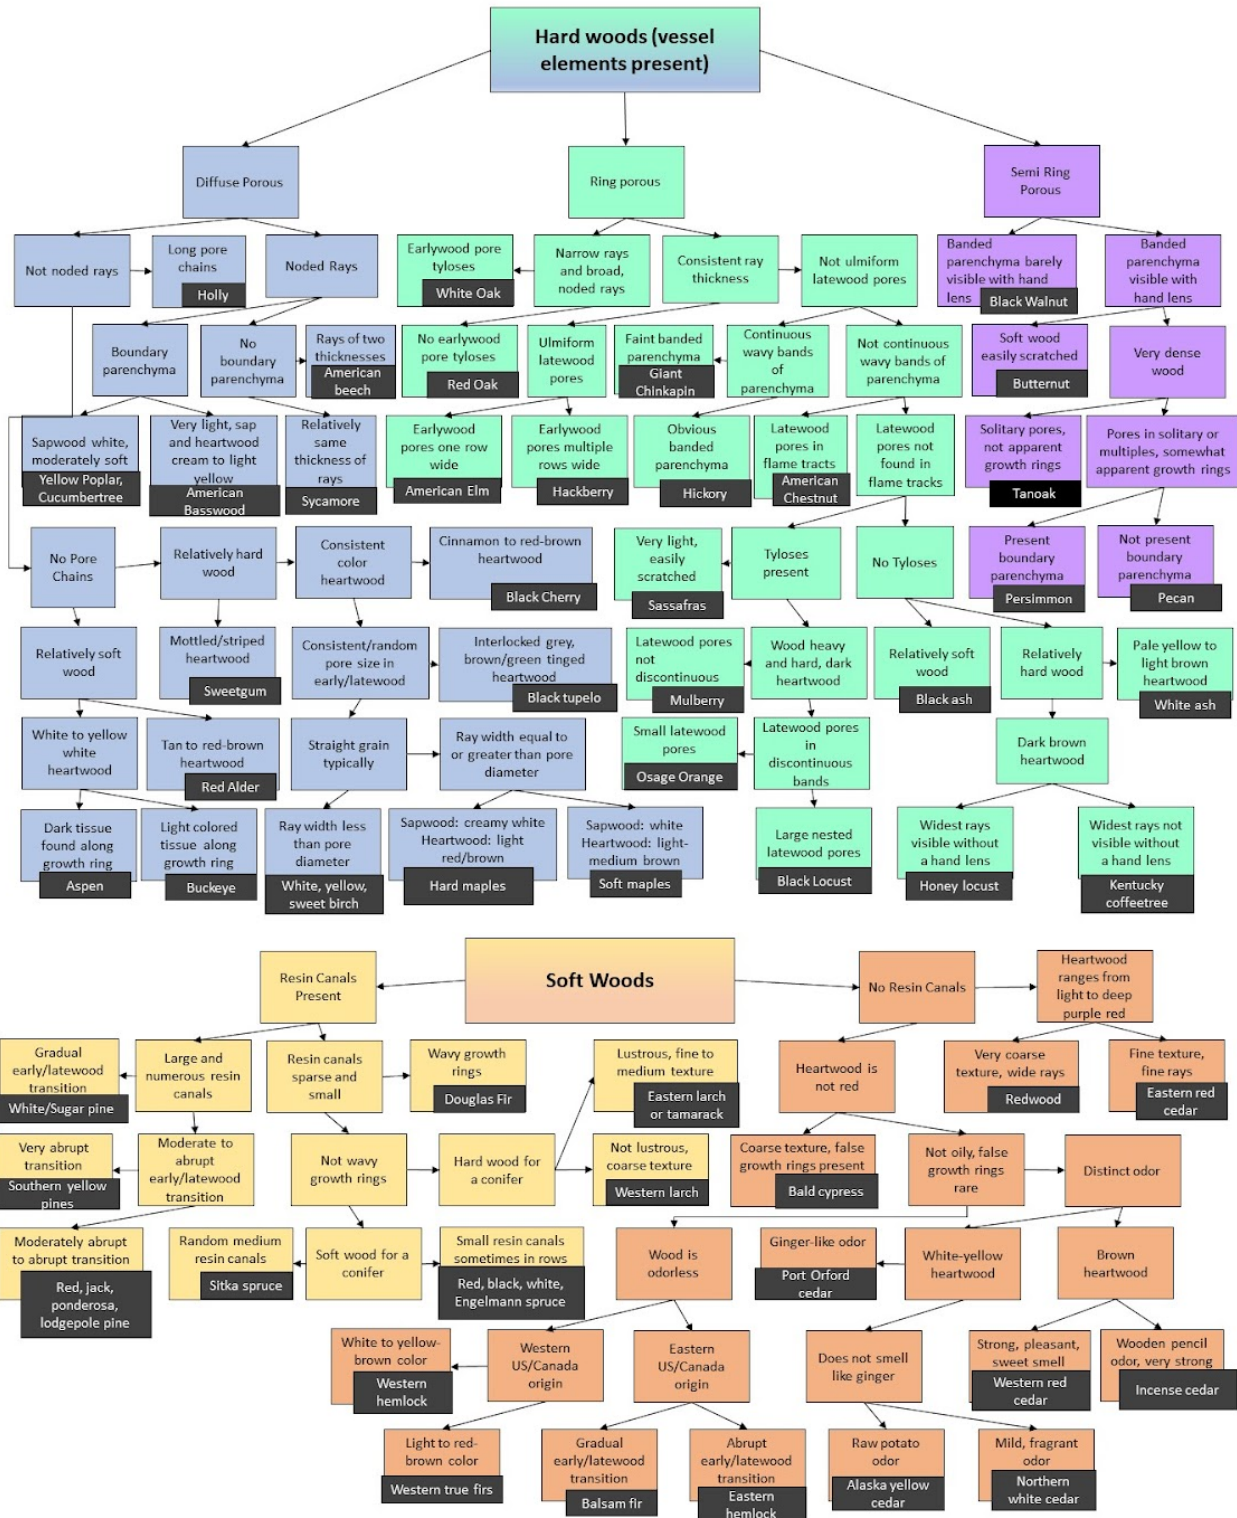 Hard woods (vessel
elements present)
Diffuse Porous
Ring porous
Semi Ring
Porous
Not noded rays
Long pore
chains
Holly
Noded Rays
Earlywood pore
tyloses
White Oak
Narrow rays
and broad,
noded rays
Consistent ray
thickness
Not ulmiform
latewood pores
Banded
parenchyma barely
visible with hand
lens
Black Walnut
Banded
parenchyma
visible with
hand lens
Boundary
parenchyma
No
boundary
parenchyma
Rays of two
thicknesses
American
beech
No earlywood
pore tyloses
Red Oak
Ulmiform
latewood
pores
Faint banded
parenchyma
Giant
Chinkapin
Continuous
wavy bands
of parenchyma
Not continuous
wavy bands of
parenchyma
Soft wood
easily scratched
Butternut
Very dense
wood
Sapwood white,
moderately soft
Yellow Poplar,
Cucumbertree
Very light, sap
and heartwood
cream to light
yellow
American
Basswood
Relatively
same
thickness of
rays
Sycamore
Earlywood
pores one row
wide
American Elm
Earlywood
pores multiple
rows wide
Hackberry
Obvious
banded
parenchyma
Hickory
Latewood
pores in
flame tracts
American
Chestnut
Latewood
pores not
found in
flame tracks
Solitary pores,
not apparent
growth rings
Tanoak
Pores in solitary or
multiples, somewhat
apparent growth rings
No Pore
Chains
Relatively hard
wood
Consistent
color
heartwood
Cinnamon to red-brown
heartwood
Black Cherry
Very light,
easily
scratched
Sassafras
Tyloses
present
No Tyloses
Present
boundary
parenchyma
Persimmon
Not present
boundary
parenchyma
Pecan
Relatively soft
wood
Mottled/striped
heartwood
Sweetgum
Consistent/random
pore size in
early/latewood
Interlocked grey,
brown/green tinged
heartwood
Black tupelo
Latewood pores
not
discontinuous
Mulberry
Wood heavy
and hard, dark
heartwood
Relatively soft
wood
Black ash
Relatively
hard wood
Pale yellow to
light brown
heartwood
White ash
White to yellow
white
heartwood
Tan to red-brown
heartwood
Red Alder
Straight grain
typically
Ray width equal to
or greater than pore
diameter
Small latewood
pores
Osage Orange
Latewood pores
in
discontinuous
bands
Dark brown
heartwood
Dark tissue
found along
growth ring
Aspen
Light colored
tissue along
growth ring
Buckeye
Ray width less
than pore
diameter
White, yellow,
sweet birch
Sapwood: creamy white
Heartwood: light
red/brown
Hard maples
Sapwood: white
Heartwood: light-
medium brown
Soft maples
Large nested
latewood pores
Black Locust
Widest rays
visible without
a hand lens
Honey locust
Widest rays not
visible without
a hand lens
Kentucky
coffeetree
Soft Woods
Resin Canals
Present
No Resin Canals
Heartwood
ranges from
light to deep
purple red
Gradual
early/latewood
transition
White/Sugar pine
Large and
numerous resin
canals
Resin canals
sparse and
small
Wavy growth
rings
Douglas Fir
Lustrous, fine to
medium texture
Eastern larch
or tamarack
Heartwood is
not red
Very coarse
texture, wide rays
Redwood
Fine texture,
fine rays
Eastern red
cedar
Very abrupt
transition
Southern yellow
pines
Moderate to
abrupt
early/latewood
transition
Not wavy
growth rings
Hard wood for
a conifer
Not lustrous,
coarse texture
Western larch
Coarse texture, false
growth rings present
Bald cypress
Not oily, false
growth rings
rare
Distinct odor
Moderately abrupt
to abrupt transition
Red, jack,
ponderosa,
lodgepole pine
Random medium
resin canals
Sitka spruce
Soft wood for a
conifer
Small resin canals
sometimes in rows
Red, black, white,
Engelmann spruce
Wood is
odorless
Ginger-like odor
Port Orford
cedar
White-yellow
heartwood
Brown
heartwood
White to yellow-
brown color
Western
hemlock
Western
US/Canada
origin
Eastern
US/Canada
origin
Does not smell
like ginger
Strong, pleasant,
sweet smell
Western red
cedar
Wooden pencil
odor, very strong
Incense cedar
Light to red-
brown color
Western true firs
Gradual
early/latewood
transition
Balsam fir
Abrupt
early/latewood
transition
Eastern
hemlock
Raw potato
odor
Alaska yellow
cedar
Mild, fragrant
odor
Northern
white cedar